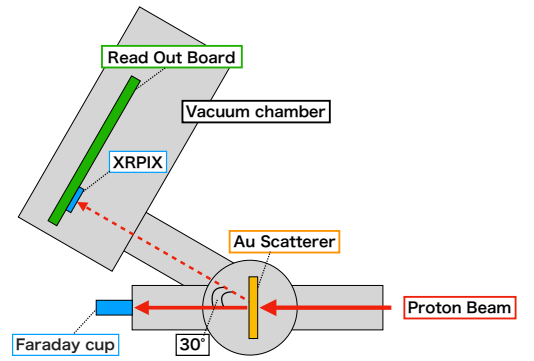 Read Out Board
Vacuum chamber
XRPIX
Au Scatterer
Proton Beam
Faraday cup
30°